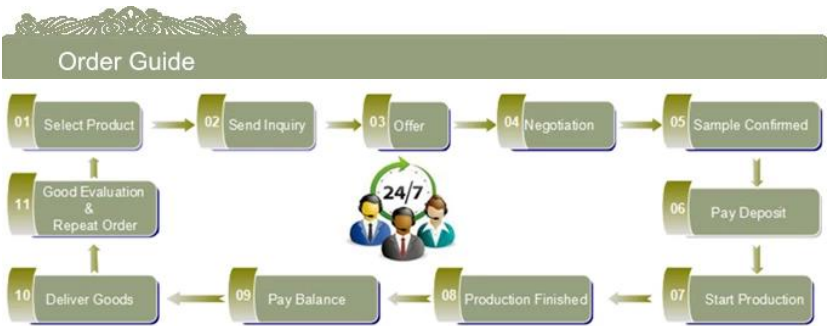 Order Guide
01 Select Product
02 Send Inquiry
03 Offer
04 Negotiation
05 Sample Confirmed
24/7
06 Pay Deposit
07 Start Production
08 Production Finished
09 Pay Balance
10 Deliver Goods
11 Good Evaluation
&
Repeat Order